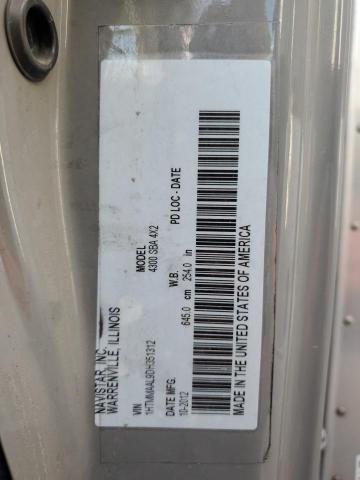 NAVISTAR, INC.
WARRENVILLE, ILLINOIS
VIN
1HTMMAAL9DH351312
MODEL
4300 SBA 4X2
DATE MFG.
10-2012
W.B.
645.0 cm 254.0 in
PD LOC - DATE
MADE IN THE UNITED STATES OF AMERICA